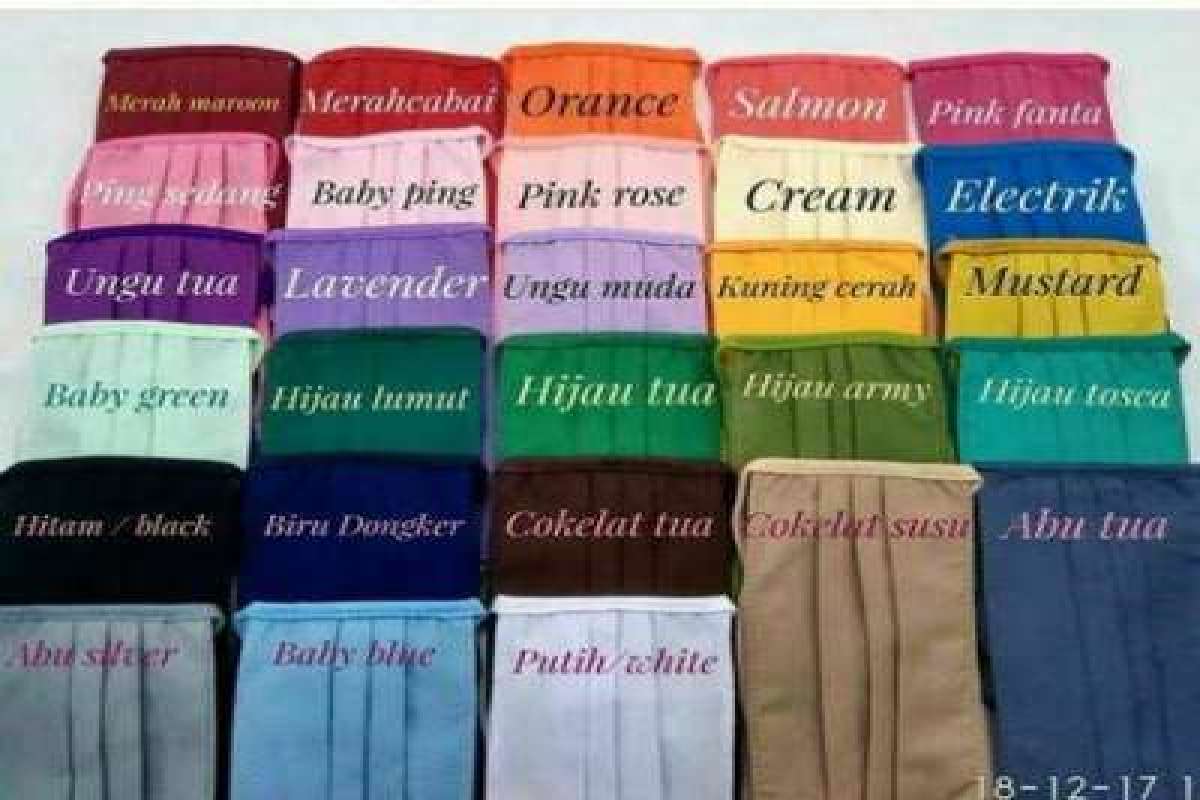 Merah maroon
Merahcabai
Orance
Salmon
Pink fanta
Ping sedang
Baby ping
Pink rose
Cream
Electrik
Ungu tua
Lavender
Ungu muda
Kuning cerah
Mustard
Baby green
Hijau lumut
Hijau tua
Hijau army
Hijau tosca
Hitam / black
Biru Dongker
Cokelat tua
Cokelat susu
Abu tua
Abu silver
Baby blue
Putih/white
18-12-17